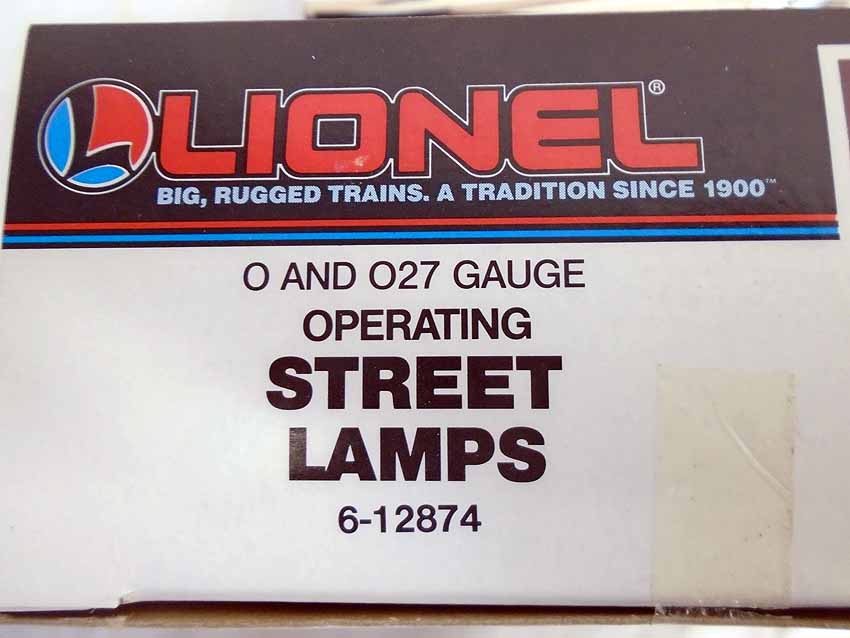 LIONEL®
BIG, RUGGED TRAINS. A TRADITION SINCE 1900™
O AND O27 GAUGE
OPERATING
STREET
LAMPS
6-12874